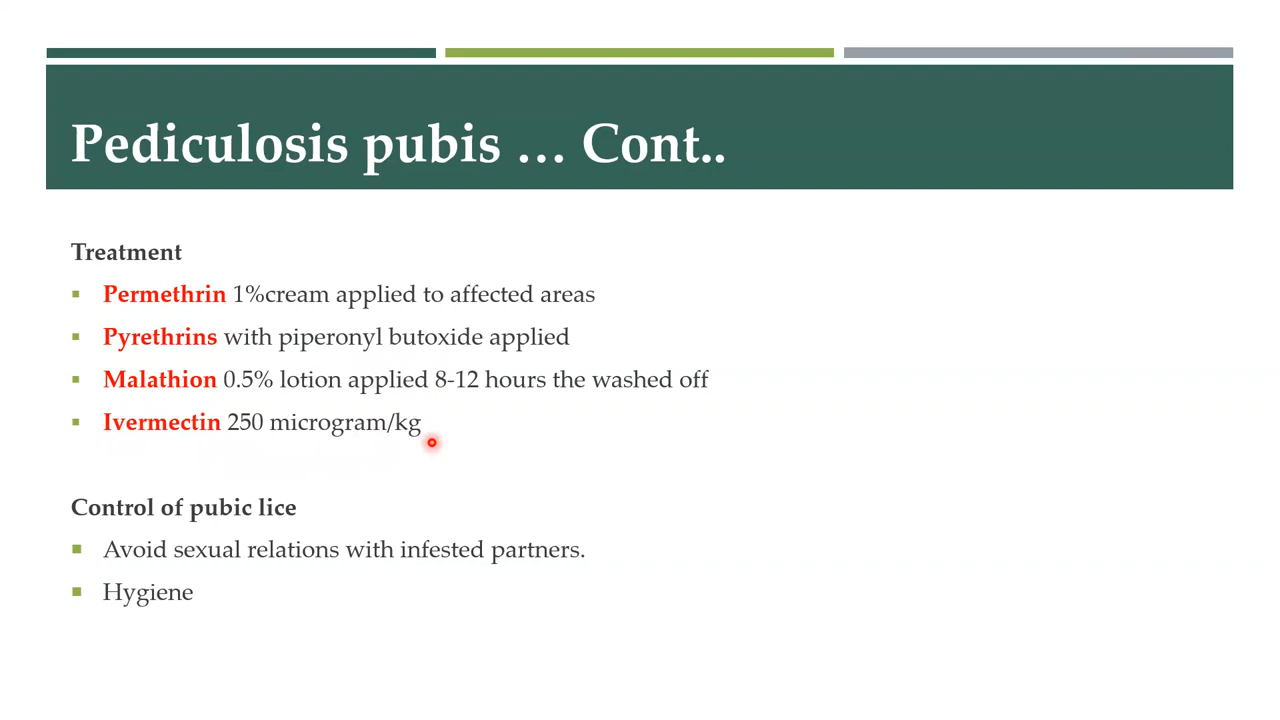 Pediculosis pubis … Cont..
Treatment
▪ Permethrin 1%cream applied to affected areas
▪ Pyrethrins with piperonyl butoxide applied
▪ Malathion 0.5% lotion applied 8-12 hours the washed off
▪ Ivermectin 250 microgram/kg
Control of pubic lice
▪ Avoid sexual relations with infested partners.
▪ Hygiene